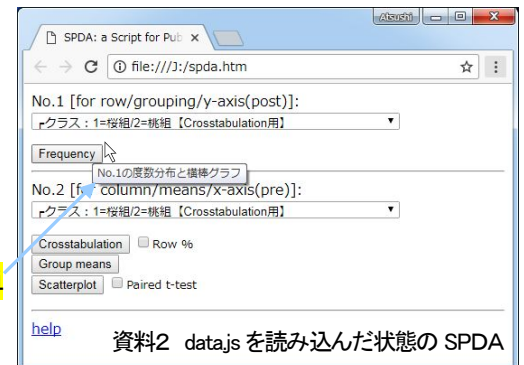 Atsushi
SPDA: a Script for Pub
file:///J:/spda.htm
No.1 [for row/grouping/y-axis(post)]:
┏クラス：1=桜組/2=桃組【Crosstabulation用】
Frequency
No.1の度数分布と横棒グラフ
No.2 [for column/means/x-axis(pre)]:
┏クラス：1=桜組/2=桃組【Crosstabulation用】
Crosstabulation Row %
Group means
Scatterplot Paired t-test
help
資料2 data.js を読み込んだ状態の SPDA